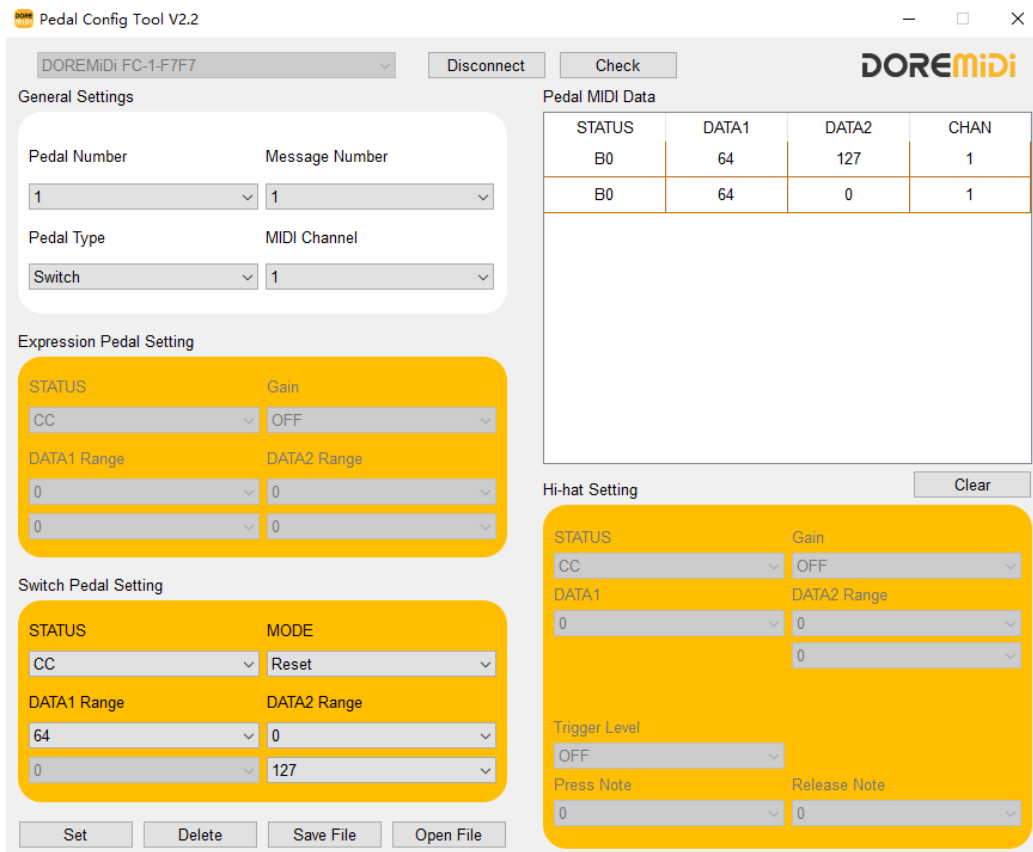 DORE MiDi Pedal Config Tool V2.2
DOREMiDi FC-1-F7F7
Disconnect
Check
DOREMiDi
General Settings
Pedal Number
Message Number
1
1
Pedal Type
MIDI Channel
Switch
1
Expression Pedal Setting
STATUS
Gain
CC
OFF
DATA1 Range
DATA2 Range
0
0
0
0
Switch Pedal Setting
STATUS
MODE
CC
Reset
DATA1 Range
DATA2 Range
64
0
0
127
Set
Delete
Save File
Open File
Pedal MIDI Data
STATUS DATA1 DATA2 CHAN
B0 64 127 1
B0 64 0 1
Clear
Hi-hat Setting
STATUS
Gain
CC
OFF
DATA1
DATA2 Range
0
0
0
Trigger Level
OFF
Press Note
Release Note
0
0